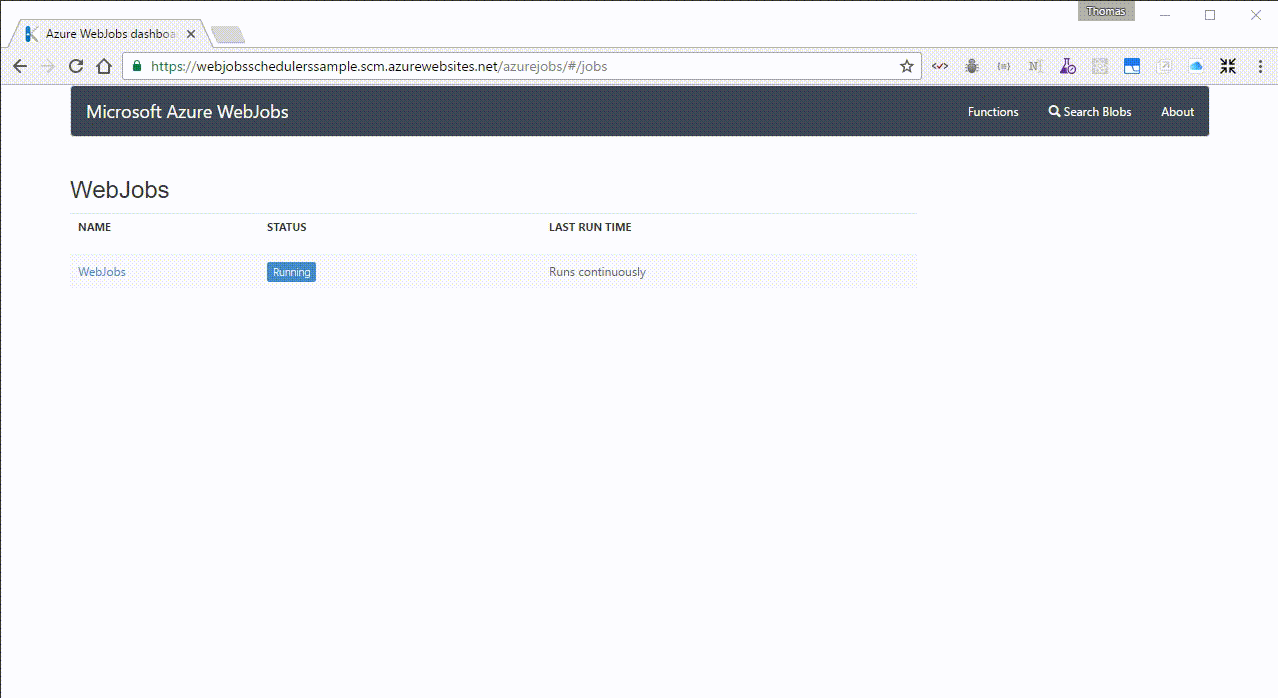 Thomas
Azure WebJobs dashboa
https://webjobsschedulerssample.scm.azurewebsites.net/azurejobs/#/jobs
Microsoft Azure WebJobs Functions Search Blobs About
WebJobs
NAME STATUS LAST RUN TIME
WebJobs Running Runs continuously